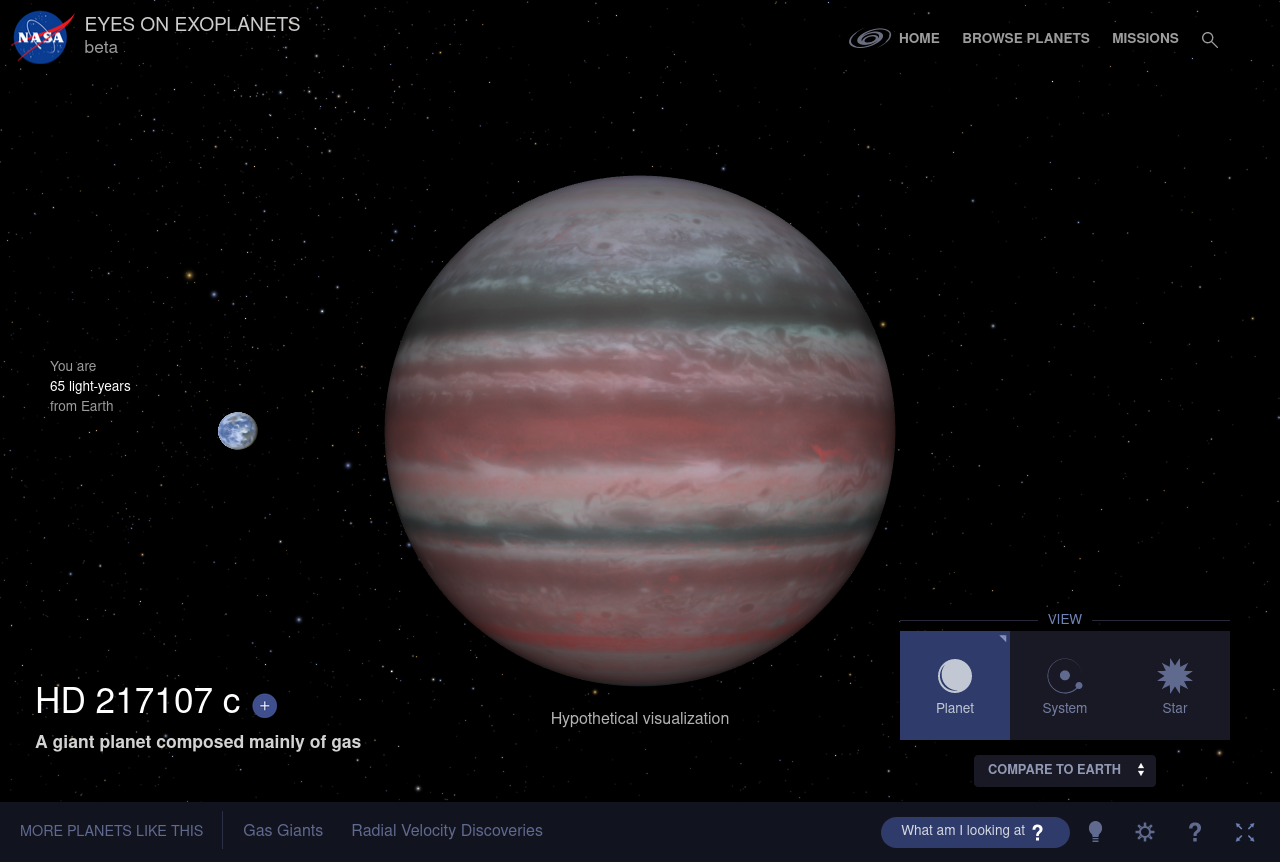 NASA
EYES ON EXOPLANETS
beta
HOME
BROWSE PLANETS
MISSIONS
You are
65 light-years
from Earth
VIEW
Planet
System
Star
HD 217107 c +
A giant planet composed mainly of gas
Hypothetical visualization
COMPARE TO EARTH
MORE PLANETS LIKE THIS
Gas Giants
Radial Velocity Discoveries
What am I looking at ?
?